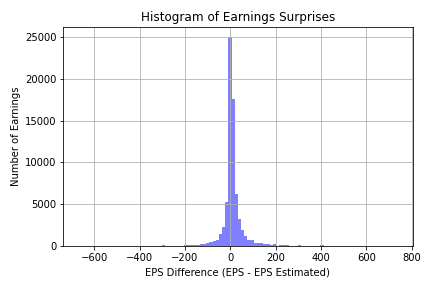 Histogram of Earnings Surprises
25000
20000
15000
10000
5000
0
Number of Earnings
−600 −400 −200 0 200 400 600 800
EPS Difference (EPS - EPS Estimated)